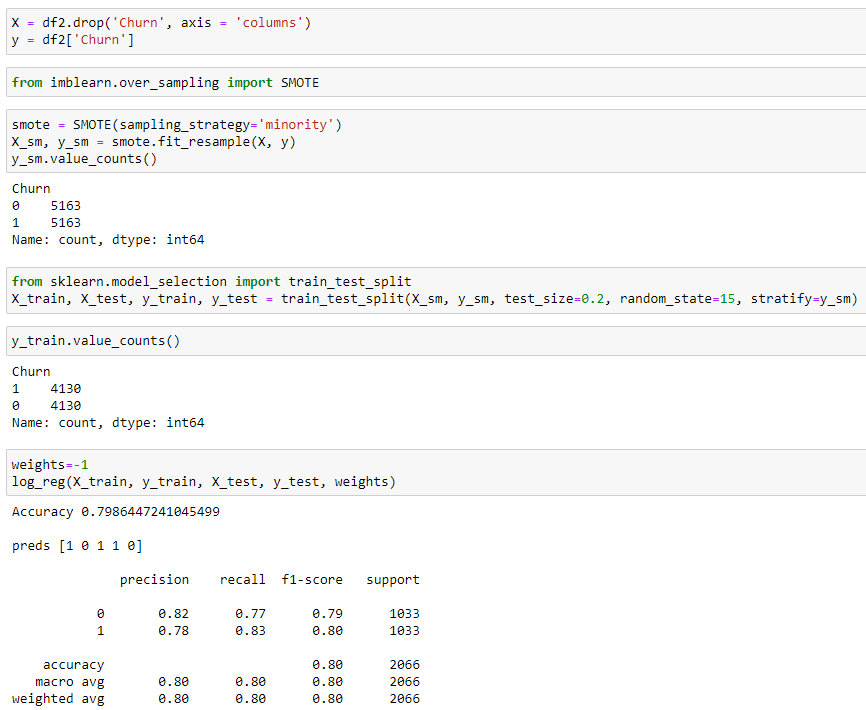 X = df2.drop('Churn', axis = 'columns')
y = df2['Churn']
from imblearn.over_sampling import SMOTE
smote = SMOTE(sampling_strategy='minority')
X_sm, y_sm = smote.fit_resample(X, y)
y_sm.value_counts()
Churn
0    5163
1    5163
Name: count, dtype: int64
from sklearn.model_selection import train_test_split
X_train, X_test, y_train, y_test = train_test_split(X_sm, y_sm, test_size=0.2, random_state=15, stratify=y_sm)
y_train.value_counts()
Churn
1    4130
0    4130
Name: count, dtype: int64
weights=-1
log_reg(X_train, y_train, X_test, y_test, weights)
Accuracy 0.7986447241045499
preds [1 0 1 1 0]
              precision    recall  f1-score   support
           0       0.82      0.77      0.79      1033
           1       0.78      0.83      0.80      1033
    accuracy                           0.80      2066
   macro avg       0.80      0.80      0.80      2066
weighted avg       0.80      0.80      0.80      2066